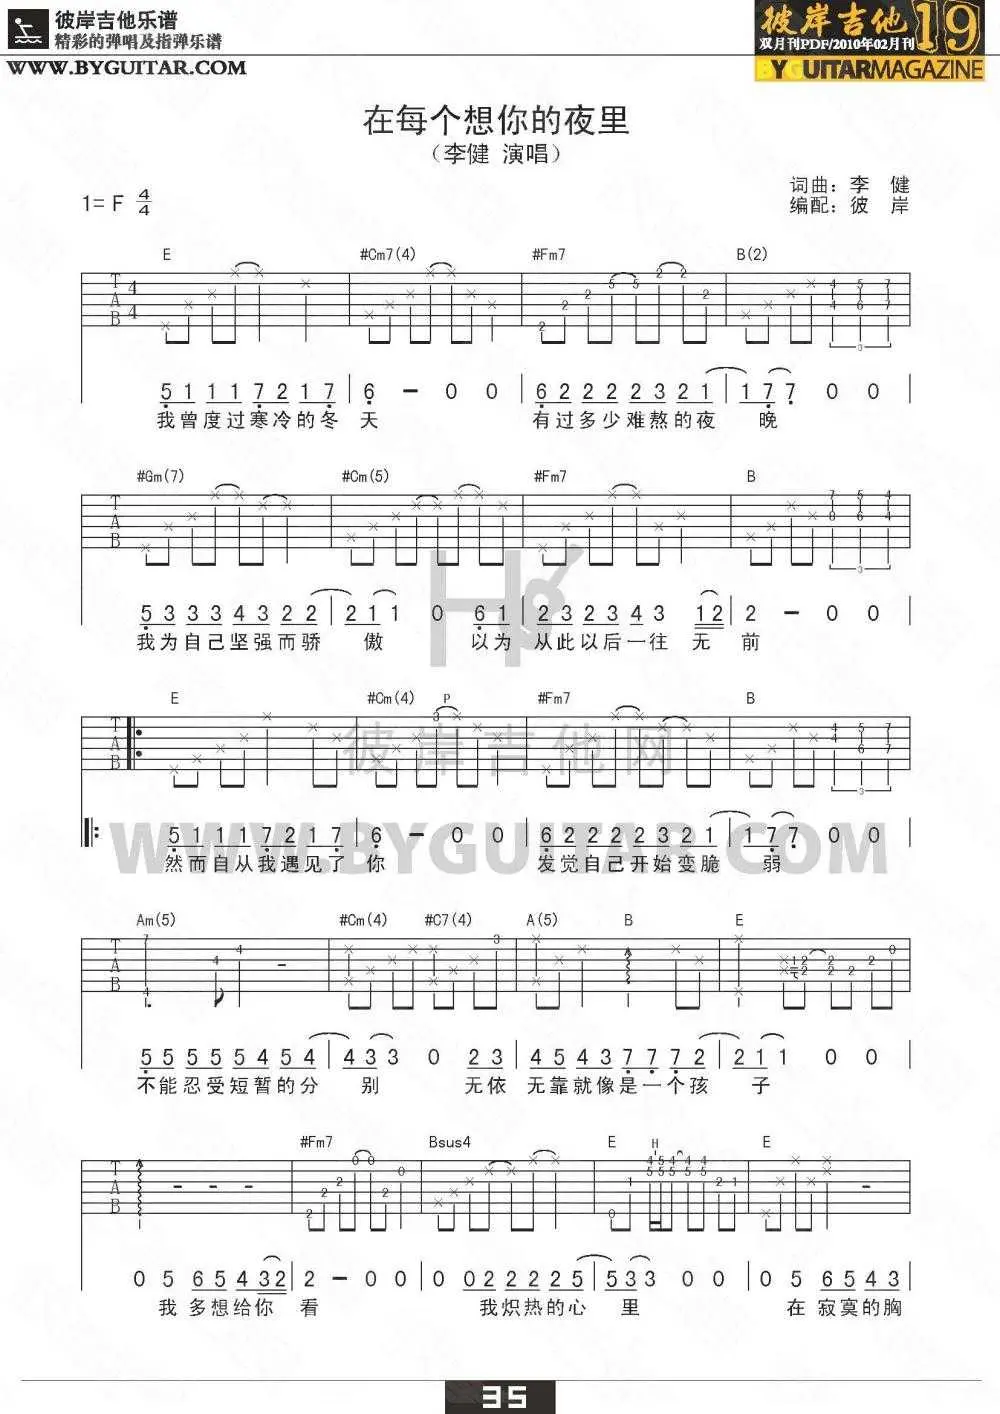 彼岸吉他乐谱
精彩的弹唱及指弹乐谱
WWW.BYGUITAR.COM
彼岸吉他 19
双月刊PDF/2010年02月刊
BYGUITARMAGAZINE
在每个想你的夜里
（李健 演唱）
词曲：李 健
编配：彼 岸
1= F 4/4
E #Cm7(4) #Fm7 B(2)
5 1 1 1 7 2 1 7 | 6 — 0 0 | 6 2 2 2 2 3 2 1 | 1 7 7 0 0 |
我曾度过寒冷的冬 天 有过多少难熬的夜 晚
#Gm(7) #Cm(5) #Fm7 B
5 3 3 3 4 3 2 2 | 2 1 1 0 6 1 | 2 3 2 3 4 3 1 2 | 2 — 0 0 |
我为自己坚强而骄 傲 以为 从此以后一往 无 前
E #Cm(4) P #Fm7 B
5 1 1 1 7 2 1 7 | 6 — 0 0 | 6 2 2 2 2 3 2 1 | 1 7 7 0 0 |
然而自从我遇见了 你 发觉自己开始变脆 弱
彼岸吉他网
WWW.BYGUITAR.COM
Am(5) #Cm(4) #C7(4) A(5) B E
5 5 5 5 5 4 5 4 | 4 3 3 0 2 3 | 4 5 4 3 7 7 7 2 | 2 1 1 0 0 |
不能忍受短暂的分 别 无依 无靠就像是一个孩 子
#Fm7 Bsus4 E H E
0 5 6 5 4 3 2 | 2 — 0 0 | 0 0 2 2 2 2 5 | 5 3 3 0 0 | 0 5 6 5 4 3
我 多想给你 看 我炽热的心 里 在 寂寞的胸
35